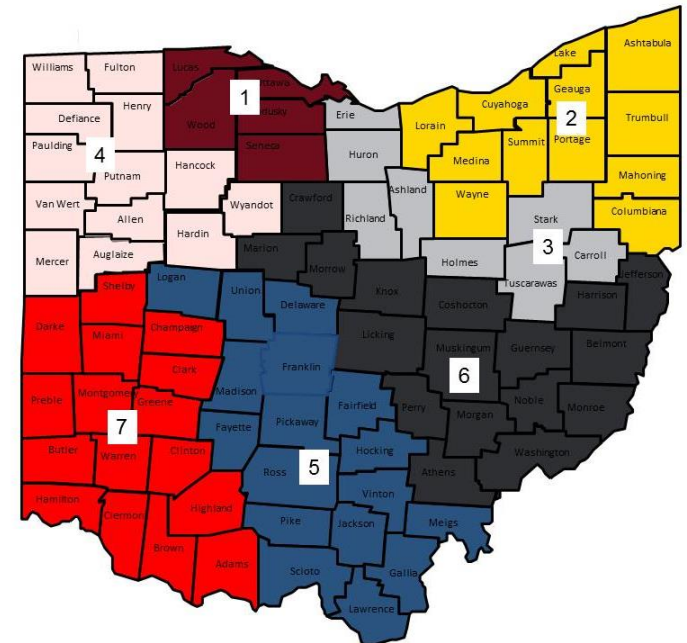 Ashtabula
Lake
Williams
Fulton
Lucas
Ottawa
Geauga
1
Henry
Cuyahoga
2
Sandusky
Erie
Defiance
Wood
Lorain
Trumbull
4
Paulding
Seneca
Huron
Medina
Summit
Portage
Putnam
Hancock
Mahoning
Ashland
Van Wert
Wyandot
Crawford
Wayne
Columbiana
Allen
Richland
Stark
Hardin
3
Marion
Carroll
Mercer
Auglaize
Holmes
Jefferson
Logan
Morrow
Tuscarawas
Shelby
Union
Knox
Harrison
Delaware
Coshocton
Darke
Champaign
Miami
Licking
Belmont
Muskingum
Guernsey
Clark
Franklin
6
Madison
Preble
Montgomery
Greene
Fairfield
Noble
Perry
Monroe
Morgan
Pickaway
7
Fayette
Butler
Warren
Clinton
Hocking
Washington
5
Ross
Athens
Vinton
Hamilton
Clermon
Highland
Pike
Jackson
Meigs
Brown
Adams
Scioto
Gallia
Lawrence